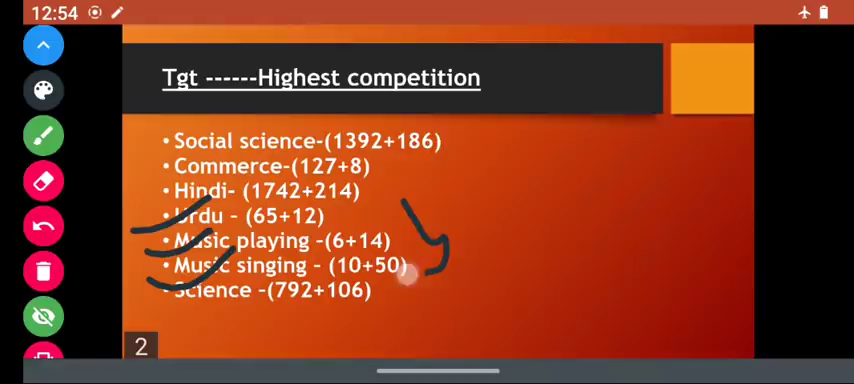 12:54
Tgt ------Highest competition
• Social science-(1392+186)
• Commerce-(127+8)
• Hindi- (1742+214)
• Urdu - (65+12)
• Music playing -(6+14)
• Music singing - (10+50)
• Science -(792+106)
2